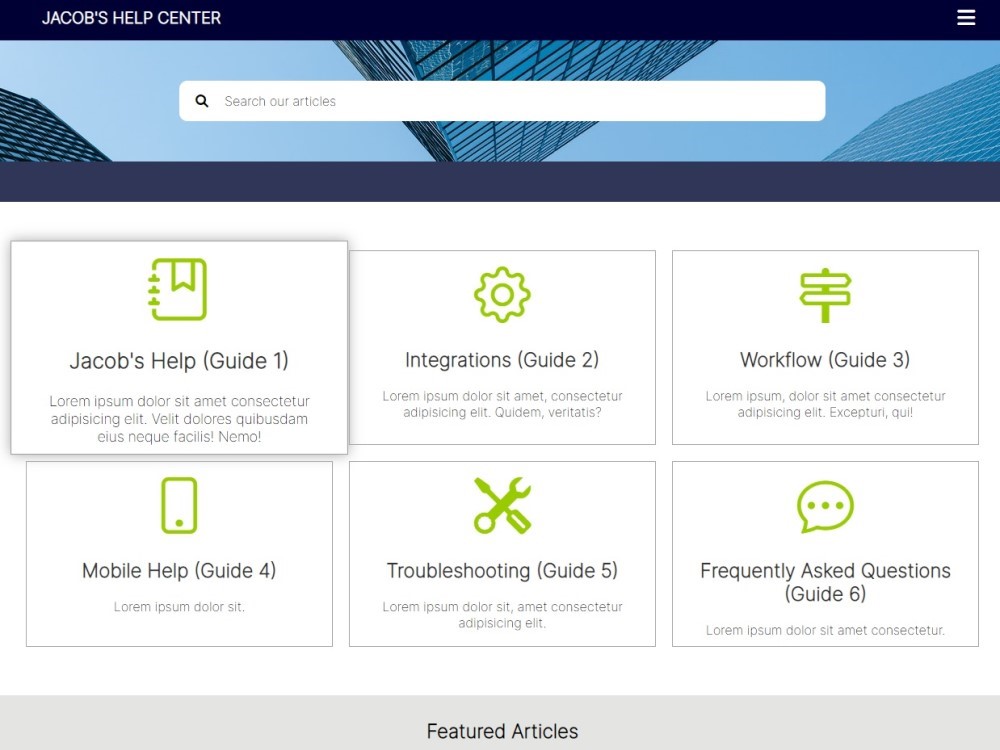 JACOB'S HELP CENTER
Search our articles
Jacob's Help (Guide 1)
Lorem ipsum dolor sit amet consectetur
adipisicing elit. Velit dolores quibusdam
eius neque facilis! Nemo!
Integrations (Guide 2)
Lorem ipsum dolor sit amet, consectetur
adipisicing elit. Quidem, veritatis?
Workflow (Guide 3)
Lorem ipsum, dolor sit amet consectetur
adipisicing elit. Excepturi, qui!
Mobile Help (Guide 4)
Lorem ipsum dolor sit.
Troubleshooting (Guide 5)
Lorem ipsum dolor sit, amet consectetur
adipisicing elit.
Frequently Asked Questions
(Guide 6)
Lorem ipsum dolor sit amet consectetur.
Featured Articles